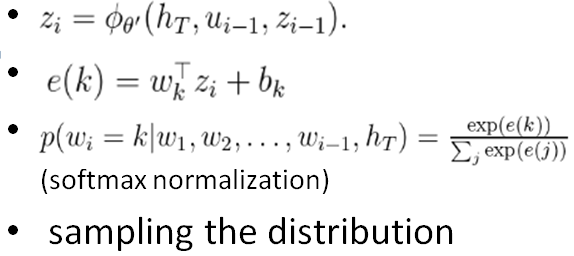 • z_i = ϕ_θ′(h_T, u_{i−1}, z_{i−1}).
• e(k) = w_k^⊤ z_i + b_k
• p(w_i = k|w_1, w_2, . . . , w_{i−1}, h_T) = exp(e(k)) / ∑_j exp(e(j))
(softmax normalization)
• sampling the distribution